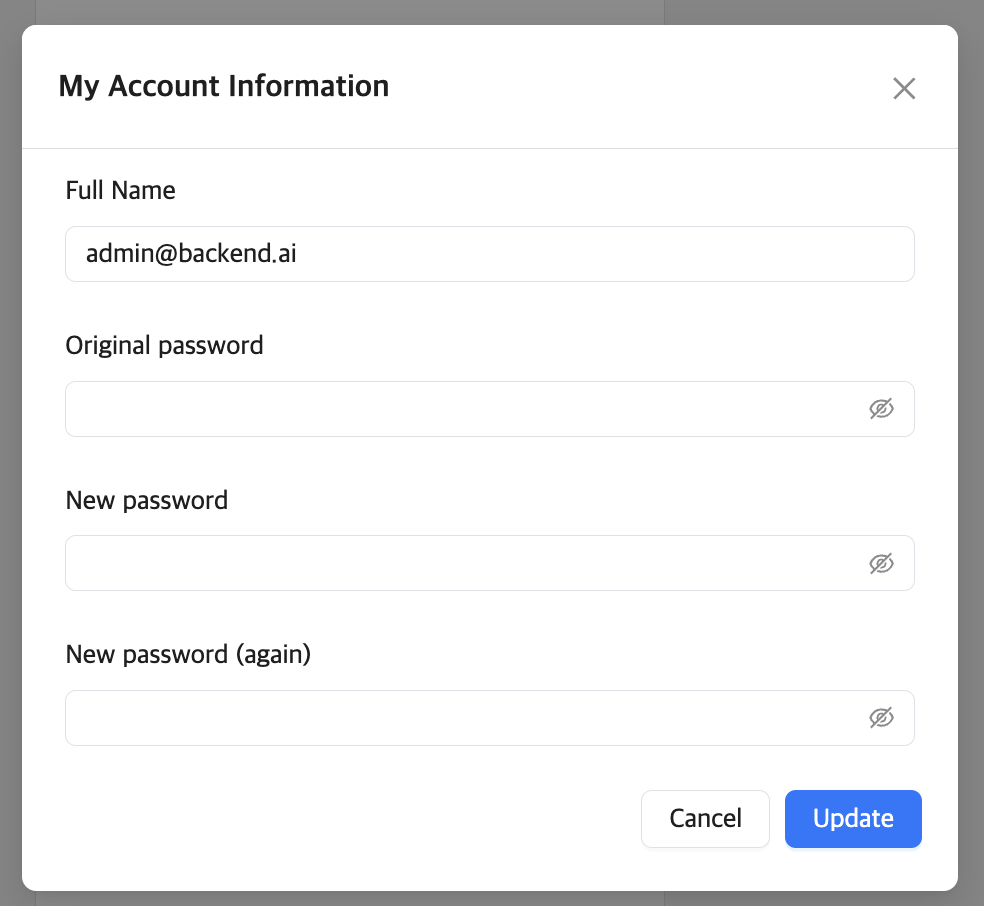 My Account Information
Full Name
admin@backend.ai
Original password
New password
New password (again)
Cancel
Update